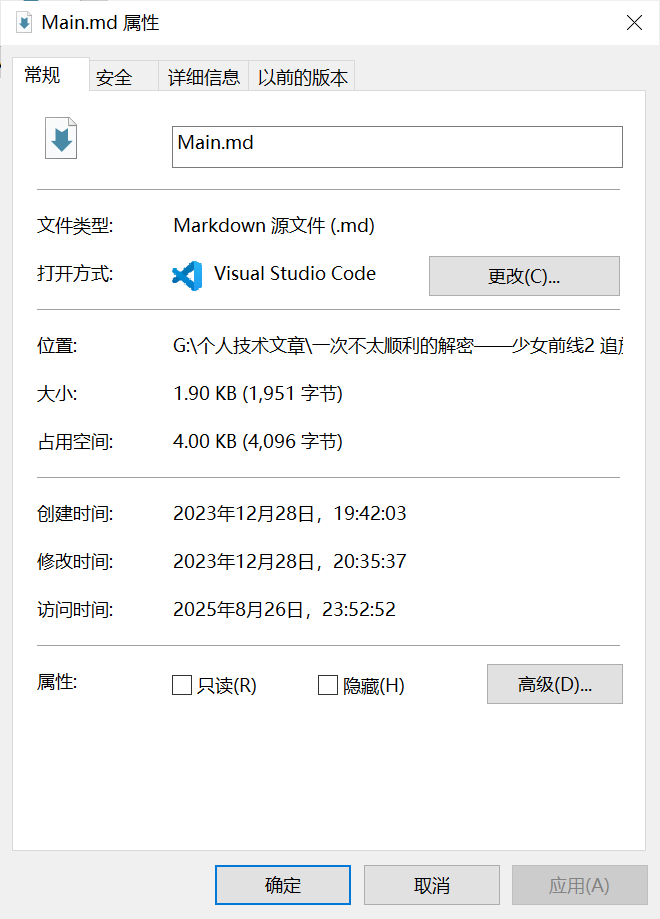 Main.md 属性
常规 安全 详细信息 以前的版本
Main.md
文件类型: Markdown 源文件 (.md)
打开方式: Visual Studio Code 更改(C)...
位置: G:\个人技术文章\一次不太顺利的解密——少女前线2 追放
大小: 1.90 KB (1,951 字节)
占用空间: 4.00 KB (4,096 字节)
创建时间: 2023年12月28日，19:42:03
修改时间: 2023年12月28日，20:35:37
访问时间: 2025年8月26日，23:52:52
属性: 只读(R) 隐藏(H) 高级(D)...
确定 取消 应用(A)